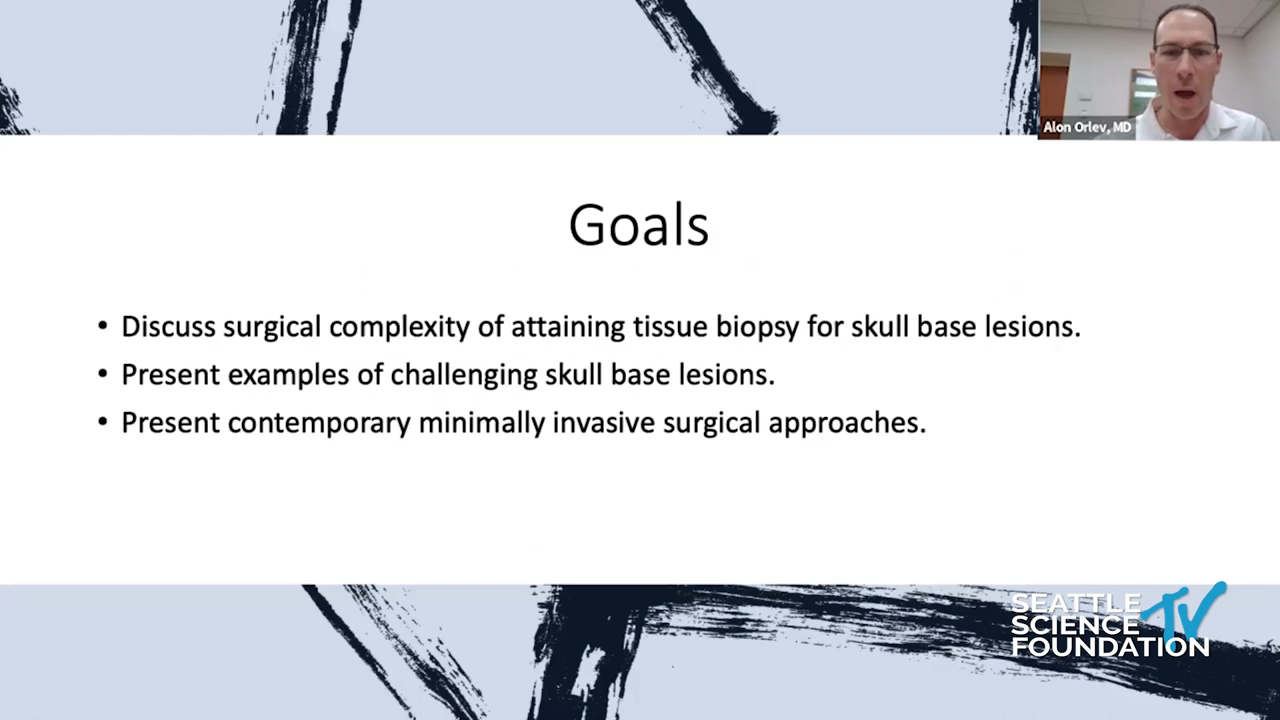 Alon Orlev, MD
Goals
• Discuss surgical complexity of attaining tissue biopsy for skull base lesions.
• Present examples of challenging skull base lesions.
• Present contemporary minimally invasive surgical approaches.
SEATTLE TV
SCIENCE
FOUNDATION